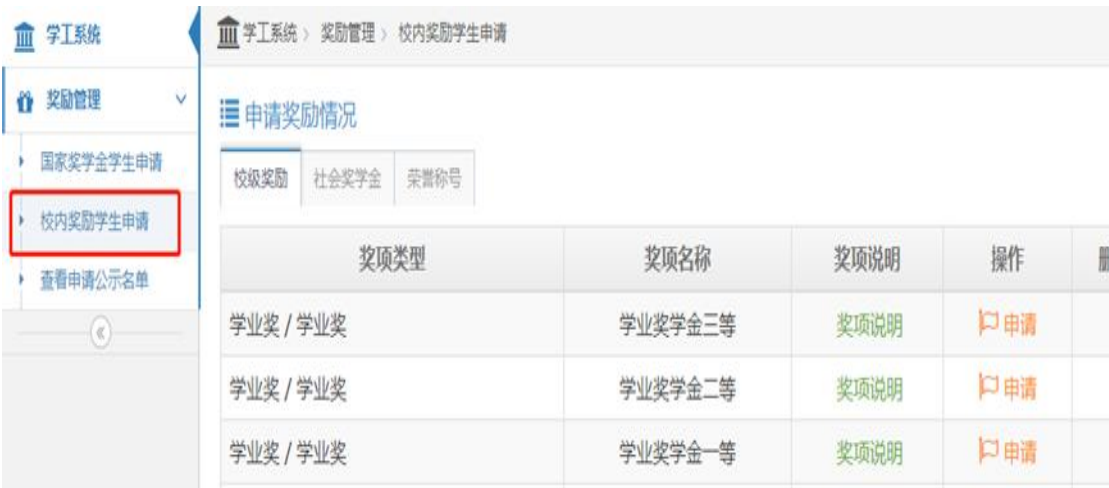 学工系统
奖励管理
国家奖学金学生申请
校内奖励学生申请
查看申请公示名单
学工系统 > 奖励管理 > 校内奖励学生申请
申请奖励情况
校级奖励 社会奖学金 荣誉称号
奖项类型 奖项名称 奖项说明 操作
学业奖 / 学业奖 学业奖学金三等 奖项说明 申请
学业奖 / 学业奖 学业奖学金二等 奖项说明 申请
学业奖 / 学业奖 学业奖学金一等 奖项说明 申请